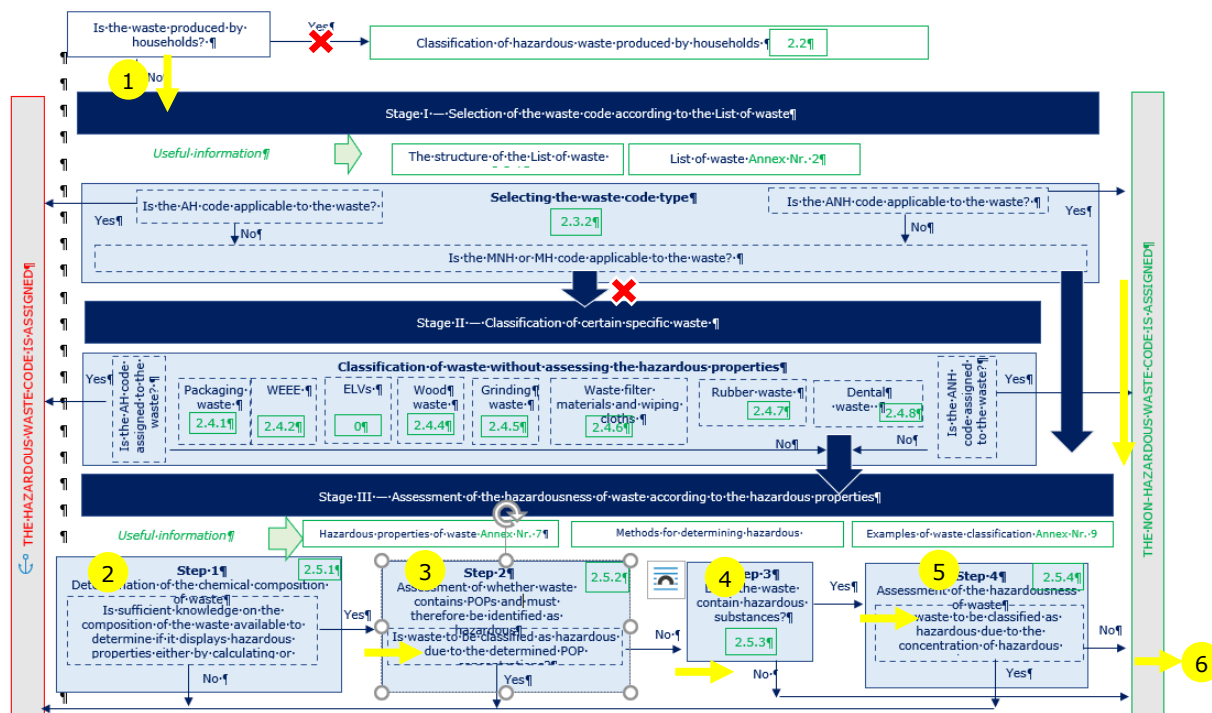 Is the waste produced by
households? ¶
Yes¶
Classification of hazardous waste produced by households ¶
2.2¶
No¶
1
Stage I — Selection of the waste code according to the List of waste¶
Useful information¶
The structure of the List of waste
List of waste Annex Nr. 2¶
Selecting the waste code type¶
2.3.2¶
Is the AH code applicable to the waste? ¶
Yes¶
No¶
Is the ANH code applicable to the waste? ¶
Yes¶
No¶
Is the MNH or MH code applicable to the waste? ¶
Stage II — Classification of certain specific waste ¶
Classification of waste without assessing the hazardous properties¶
Yes¶
Is the AH code
assigned to the
waste? ¶
Packaging
waste ¶
2.4.1¶
WEEE ¶
2.4.2¶
ELVs ¶
0¶
Wood¶
waste ¶
2.4.4¶
Grinding
waste ¶
2.4.5¶
Waste filter
materials and wiping
cloths
2.4.6¶
Rubber waste ¶
2.4.7¶
Dental
waste ¶
2.4.8¶
Is the ANH
code assigned
to the waste?¶
Yes¶
No¶
No¶
Stage III — Assessment of the hazardousness of waste according to the hazardous properties¶
Useful information¶
Hazardous properties of waste Annex Nr. 7¶
Methods for determining hazardous
Examples of waste classification Annex Nr. 9
2
Step 1¶
2.5.1¶
of the chemical composition
of waste¶
Is sufficient knowledge on the
composition of the waste available to
determine if it displays hazardous
properties either by calculating or
Yes¶
No ¶
3
Step 2¶
2.5.2¶
Assessment of whether waste
contains POPs and must
therefore be identified as
hazardous¶
Is waste to be classified as hazardous
due to the determined POP
No ¶
Yes¶
4
3¶
the waste
contain hazardous
substances?¶
2.5.3¶
Yes¶
No ¶
5
Step 4¶
2.5.4¶
Assessment of the hazardousness
of waste¶
waste to be classified as
hazardous due to the
concentration of hazardous
No¶
Yes¶
6
THE HAZARDOUS WASTE CODE IS ASSIGNED¶
THE NON-HAZARDOUS WASTE CODE IS ASSIGNED¶